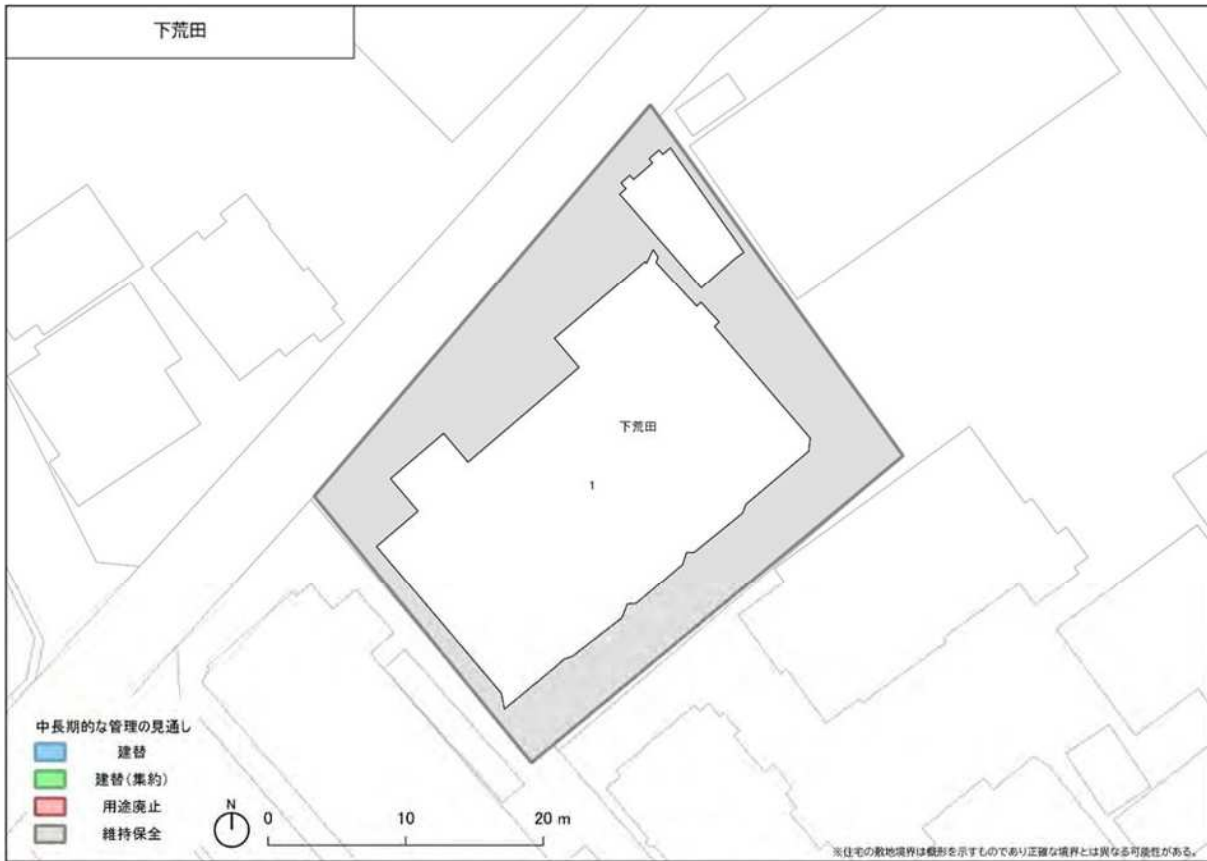 下荒田
下荒田
1
中長期的な管理の見通し
建替
建替(集約)
用途廃止
維持保全
N
0 10 20 m
※住宅の敷地境界は概形を示すものであり正確な境界とは異なる可能性がある。